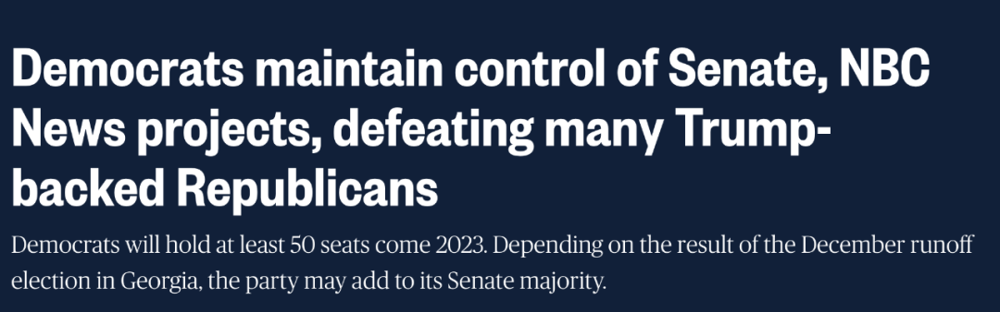 Democrats maintain control of Senate, NBC
News projects, defeating many Trump-
backed Republicans
Democrats will hold at least 50 seats come 2023. Depending on the result of the December runoff
election in Georgia, the party may add to its Senate majority.